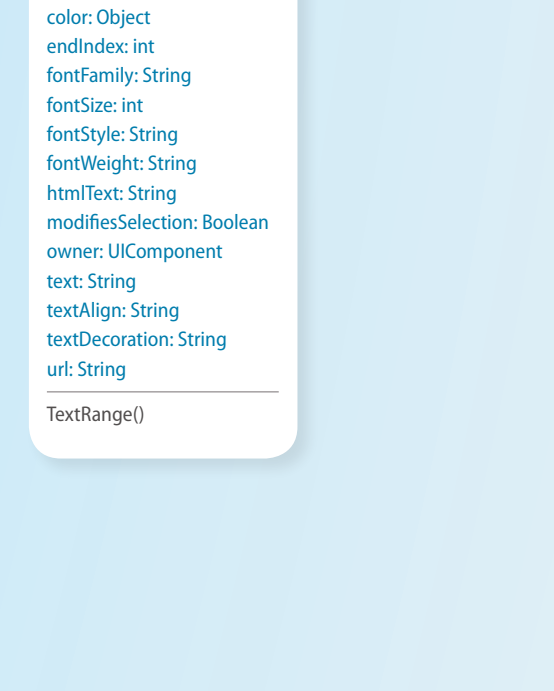 color: Object
endIndex: int
fontFamily: String
fontSize: int
fontStyle: String
fontWeight: String
htmlText: String
modifiesSelection: Boolean
owner: UIComponent
text: String
textAlign: String
textDecoration: String
url: String
TextRange()